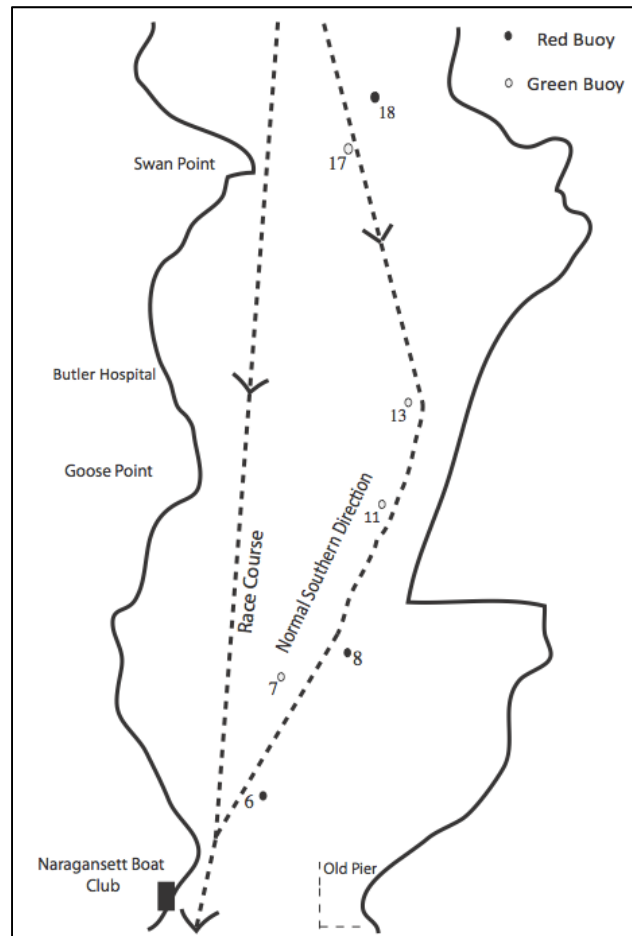 Red Buoy
18
Green Buoy
17
Swan Point
Butler Hospital
13
Goose Point
11
Normal Southern Direction
Race Course
8
7
6
Naragansett Boat
Club
Old Pier